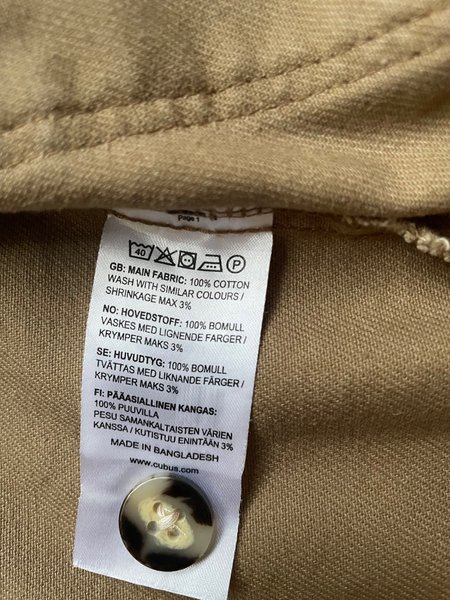 Page 1
40 P
GB: MAIN FABRIC: 100% COTTON
WASH WITH SIMILAR COLOURS /
SHRINKAGE MAX 3%
NO: HOVEDSTOFF: 100% BOMULL
VASKES MED LIGNENDE FARGER /
KRYMPER MAKS 3%
SE: HUVUDTYG: 100% BOMULL
TVÄTTAS MED LIKNANDE FÄRGER /
KRYMPER MAKS 3%
FI: PÄÄASIALLINEN KANGAS:
100% PUUVILLA
PESU SAMANKALTAISTEN VÄRIEN
KANSSA / KUTISTUU ENINTÄÄN 3%
MADE IN BANGLADESH
www.cubus.com